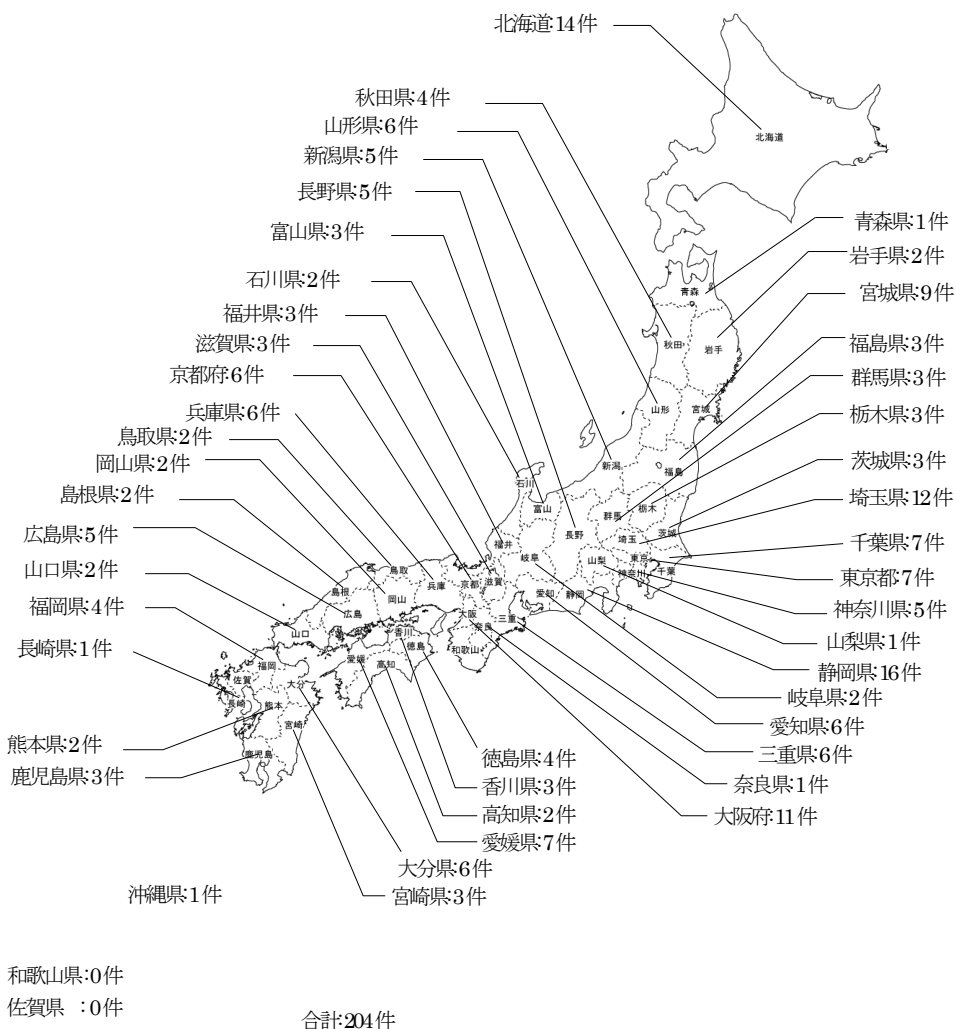 北海道:14件
秋田県:4件
山形県:6件
新潟県:5件
長野県:5件
富山県:3件
石川県:2件
福井県:3件
滋賀県:3件
京都府:6件
兵庫県:6件
鳥取県:2件
岡山県:2件
島根県:2件
広島県:5件
山口県:2件
福岡県:4件
長崎県:1件
熊本県:2件
鹿児島県:3件
青森県:1件
岩手県:2件
宮城県:9件
福島県:3件
群馬県:3件
栃木県:3件
茨城県:3件
埼玉県:12件
千葉県:7件
東京都:7件
神奈川県:5件
山梨県:1件
静岡県:16件
岐阜県:2件
愛知県:6件
三重県:6件
奈良県:1件
大阪府:11件
徳島県:4件
香川県:3件
高知県:2件
愛媛県:7件
大分県:6件
宮崎県:3件
沖縄県:1件
北海道
青森
秋田
岩手
山形
宮城
新潟
福島
石川
富山
群馬
栃木
長野
埼玉
茨城
福井
岐阜
山梨
東京
神奈川
千葉
鳥取
島根
岡山
兵庫
京都
滋賀
愛知
静岡
広島
大阪
奈良
三重
山口
香川
徳島
和歌山
愛媛
高知
福岡
佐賀
長崎
大分
熊本
宮崎
鹿児島
和歌山県:0件
佐賀県 :0件
合計:204件